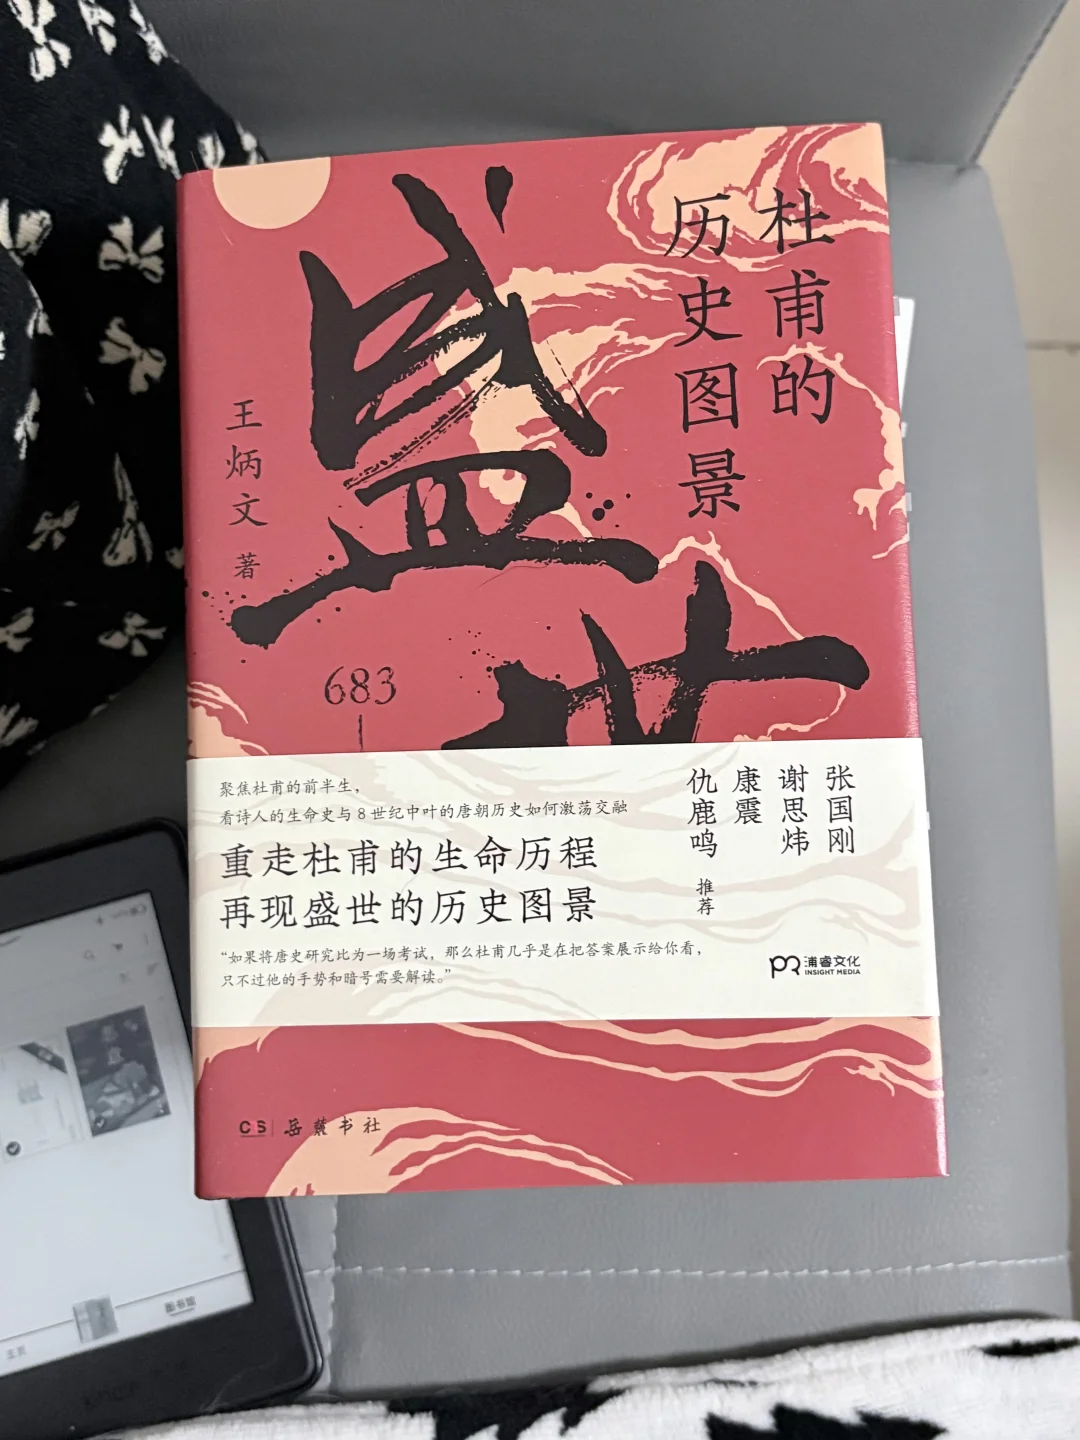 杜甫的
历史图景
盛世
王炳文 著
683
聚焦杜甫的前半生，
看诗人的生命史与8世纪中叶的唐朝历史如何激荡交融
重走杜甫的生命历程
再现盛世的历史图景
“如果将唐史研究比为一场考试，那么杜甫几乎是在把答案展示给你看，
只不过他的手势和暗号需要解读。”
张国刚
谢思炜
康震
仇鹿鸣
推荐
浦睿文化
INSIGHT MEDIA
CS 岳麓书社
图书馆
主页